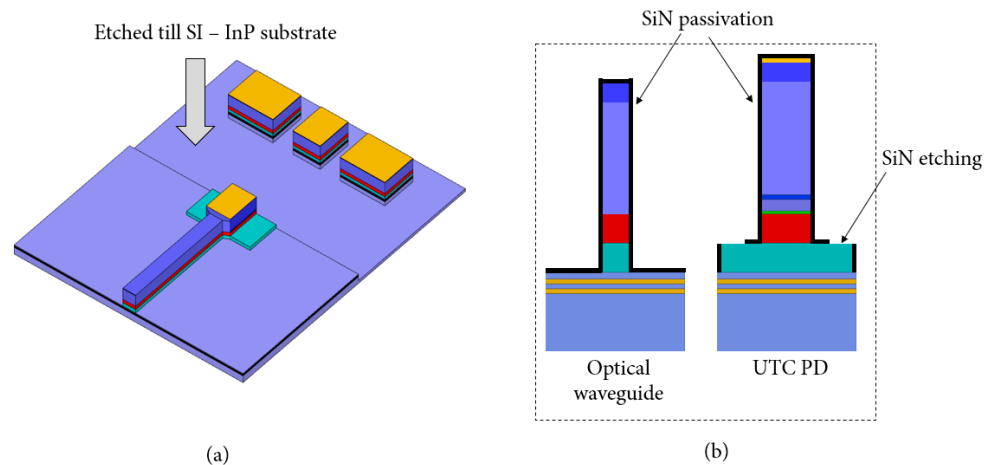 Etched till SI – InP substrate
(a)
SiN passivation
SiN etching
Optical
waveguide
UTC PD
(b)